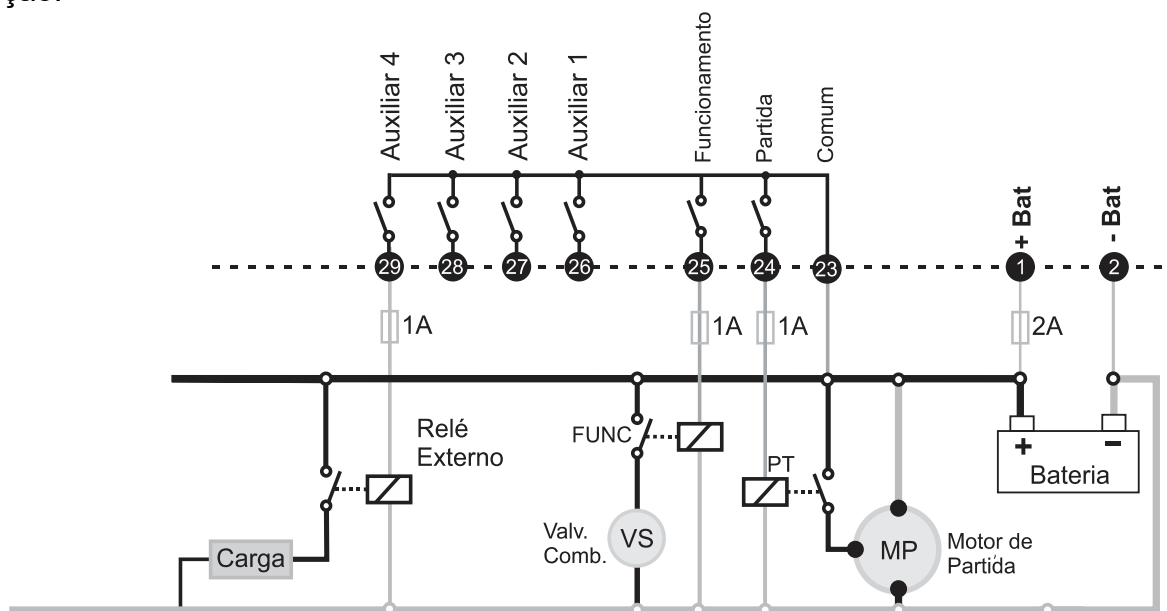 ção.
Auxiliar 4
Auxiliar 3
Auxiliar 2
Auxiliar 1
Funcionamento
Partida
Comum
+ Bat
- Bat
29
28
27
26
25
24
23
1
2
1A
1A
1A
2A
Relé
Externo
FUNC
PT
+
-
Bateria
Carga
Valv.
Comb.
VS
MP
Motor de
Partida